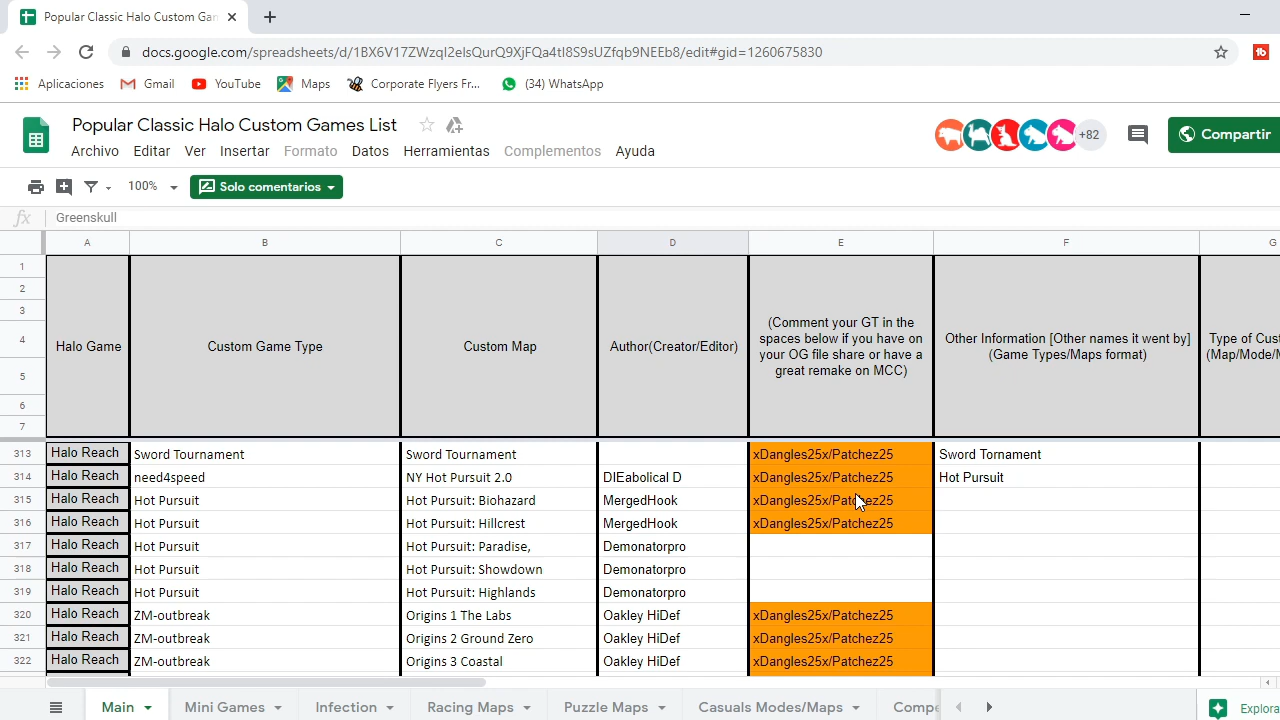 Popular Classic Halo Custom Gam
docs.google.com/spreadsheets/d/1BX6V17ZWzqI2elsQurQ9XjFQa4tI8S9sUZfqb9NEEb8/edit#gid=1260675830
Aplicaciones Gmail YouTube Maps Corporate Flyers Fr... (34) WhatsApp
Popular Classic Halo Custom Games List
+82
Compartir
Archivo Editar Ver Insertar Formato Datos Herramientas Complementos Ayuda
100% Solo comentarios
fx Greenskull
A B C D E F G
1
2
3
4
5
6
7
Halo Game
Custom Game Type
Custom Map
Author(Creator/Editor)
(Comment your GT in the
spaces below if you have on
your OG file share or have a
great remake on MCC)
Other Information [Other names it went by]
(Game Types/Maps format)
Type of Cus
(Map/Mode/
313 Halo Reach Sword Tournament Sword Tournament xDangles25x/Patchez25 Sword Tornament
314 Halo Reach need4speed NY Hot Pursuit 2.0 DIEabolical D xDangles25x/Patchez25 Hot Pursuit
315 Halo Reach Hot Pursuit Hot Pursuit: Biohazard MergedHook xDangles25x/Patchez25
316 Halo Reach Hot Pursuit Hot Pursuit: Hillcrest MergedHook xDangles25x/Patchez25
317 Halo Reach Hot Pursuit Hot Pursuit: Paradise, Demonatorpro
318 Halo Reach Hot Pursuit Hot Pursuit: Showdown Demonatorpro
319 Halo Reach Hot Pursuit Hot Pursuit: Highlands Demonatorpro
320 Halo Reach ZM-outbreak Origins 1 The Labs Oakley HiDef xDangles25x/Patchez25
321 Halo Reach ZM-outbreak Origins 2 Ground Zero Oakley HiDef xDangles25x/Patchez25
322 Halo Reach ZM-outbreak Origins 3 Coastal Oakley HiDef xDangles25x/Patchez25
Main Mini Games Infection Racing Maps Puzzle Maps Casuals Modes/Maps Compe
Explora